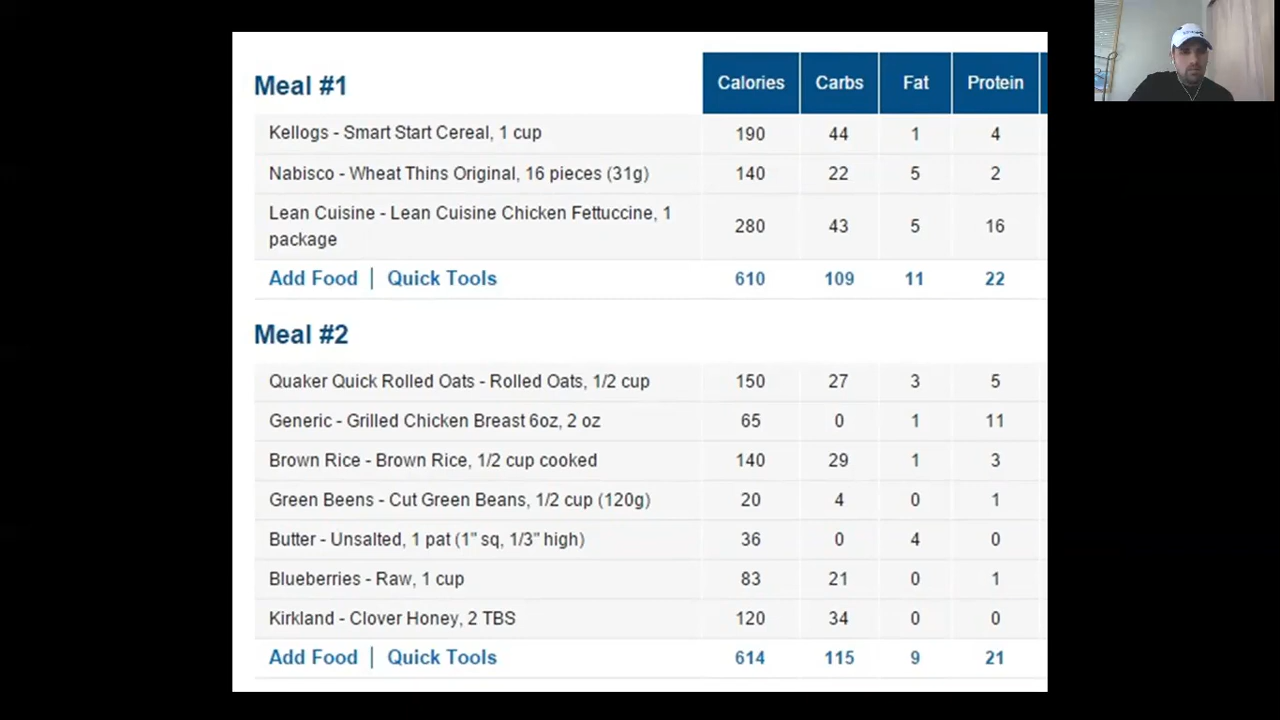 Meal #1 Calories Carbs Fat Protein
Kellogs - Smart Start Cereal, 1 cup 190 44 1 4
Nabisco - Wheat Thins Original, 16 pieces (31g) 140 22 5 2
Lean Cuisine - Lean Cuisine Chicken Fettuccine, 1
package 280 43 5 16
Add Food | Quick Tools 610 109 11 22
Meal #2
Quaker Quick Rolled Oats - Rolled Oats, 1/2 cup 150 27 3 5
Generic - Grilled Chicken Breast 6oz, 2 oz 65 0 1 11
Brown Rice - Brown Rice, 1/2 cup cooked 140 29 1 3
Green Beens - Cut Green Beans, 1/2 cup (120g) 20 4 0 1
Butter - Unsalted, 1 pat (1" sq, 1/3" high) 36 0 4 0
Blueberries - Raw, 1 cup 83 21 0 1
Kirkland - Clover Honey, 2 TBS 120 34 0 0
Add Food | Quick Tools 614 115 9 21